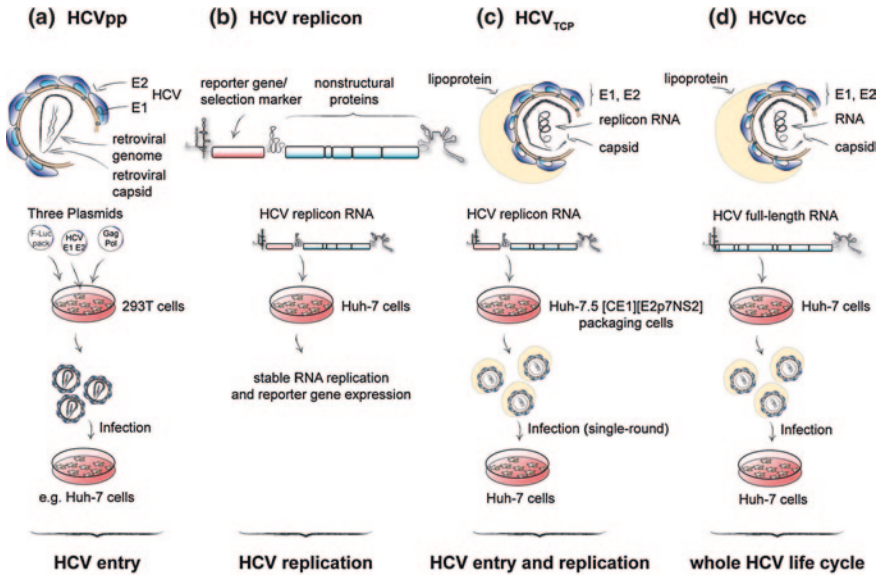 (a) HCVpp
E2
HCV
E1
retroviral
genome
retroviral
capsid
Three Plasmids
F-Luc
pack
HCV
E1 E2
Gag
Pol
293T cells
Infection
e.g. Huh-7 cells
HCV entry
(b) HCV replicon
reporter gene/
selection marker
nonstructural
proteins
HCV replicon RNA
Huh-7 cells
stable RNA replication
and reporter gene expression
HCV replication
(c) HCVTCP
lipoprotein
E1, E2
replicon RNA
capsid
HCV replicon RNA
Huh-7.5 [CE1][E2p7NS2]
packaging cells
Infection (single-round)
Huh-7 cells
HCV entry and replication
(d) HCVcc
lipoprotein
E1, E2
RNA
capsidl
HCV full-length RNA
Huh-7 cells
Infection
Huh-7 cells
whole HCV life cycle